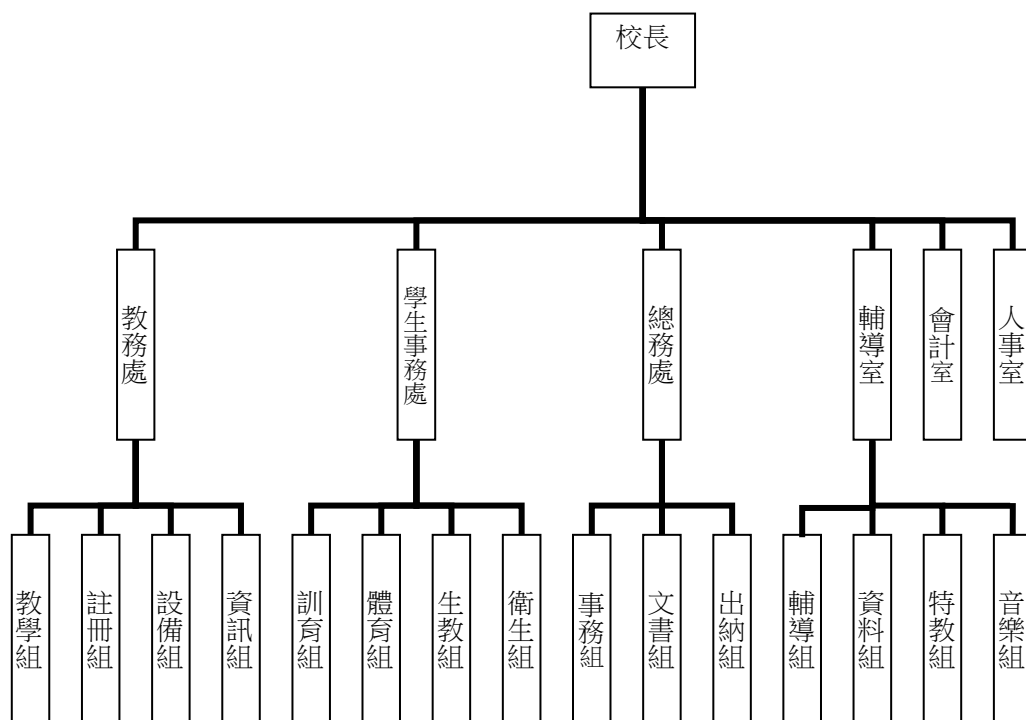 校長
教務處
學生事務處
總務處
輔導室
會計室
人事室
教學組
註冊組
設備組
資訊組
訓育組
體育組
生教組
衛生組
事務組
文書組
出納組
輔導組
資料組
特教組
音樂組